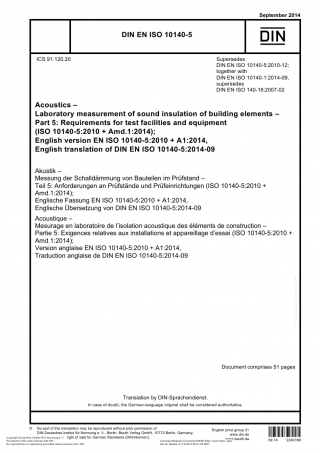 September 2014
DIN EN ISO 10140-5
DIN
ICS 91.120.20
Supersedes
DIN EN ISO 10140-5:2010-12;
together with
DIN EN ISO 10140-1:2014-09,
supersedes
DIN EN ISO 140-18:2007-02
Acoustics –
Laboratory measurement of sound insulation of building elements –
Part 5: Requirements for test facilities and equipment
(ISO 10140-5:2010 + Amd.1:2014);
English version EN ISO 10140-5:2010 + A1:2014,
English translation of DIN EN ISO 10140-5:2014-09
Akustik –
Messung der Schalldämmung von Bauteilen im Prüfstand –
Teil 5: Anforderungen an Prüfstände und Prüfeinrichtungen (ISO 10140-5:2010 +
Amd.1:2014);
Englische Fassung EN ISO 10140-5:2010 + A1:2014,
Englische Übersetzung von DIN EN ISO 10140-5:2014-09
Acoustique –
Mesurage en laboratoire de l'isolation acoustique des éléments de construction –
Partie 5: Exigences relatives aux installations et appareillage d'essai (ISO 10140-5:2010 +
Amd.1:2014);
Version anglaise EN ISO 10140-5:2010 + A1:2014,
Traduction anglaise de DIN EN ISO 10140-5:2014-09
Document comprises 51 pages
Translation by DIN-Sprachendienst.
In case of doubt, the German-language original shall be considered authoritative.
© No part of this translation may be reproduced without prior permission of
DIN Deutsches Institut für Normung e. V., Berlin. Beuth Verlag GmbH, 10772 Berlin, Germany,
right of sale for German Standards (DIN-Normen).
English price group 21
www.din.de
www.beuth.de
09.14